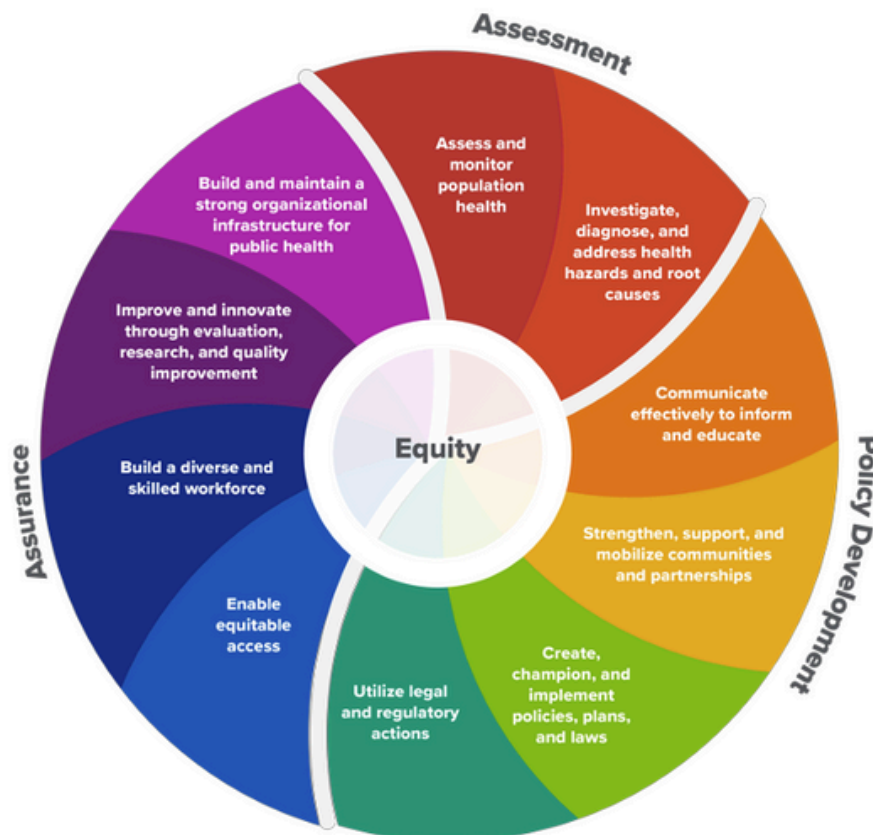 Assessment
Assess and
monitor
population
health
Investigate,
diagnose, and
address health
hazards and root
causes
Communicate
effectively to inform
and educate
Policy Development
Strengthen, support, and
mobilize communities
and partnerships
Create,
champion, and
implement
policies, plans,
and laws
Utilize legal
and regulatory
actions
Enable
equitable
access
Assurance
Build a diverse and
skilled workforce
Improve and innovate
through evaluation,
research, and quality
improvement
Build and maintain a
strong organizational
infrastructure for
public health
Equity